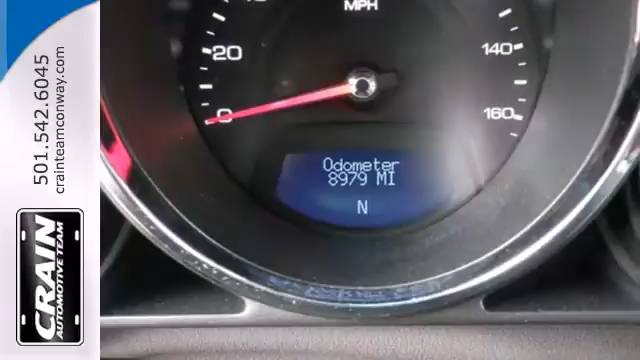 501.542.6045
crainteamconway.com
CRAIN
AUTOMOTIVE TEAM
MPH
20
0
140
160
Odometer
8979 MI
N